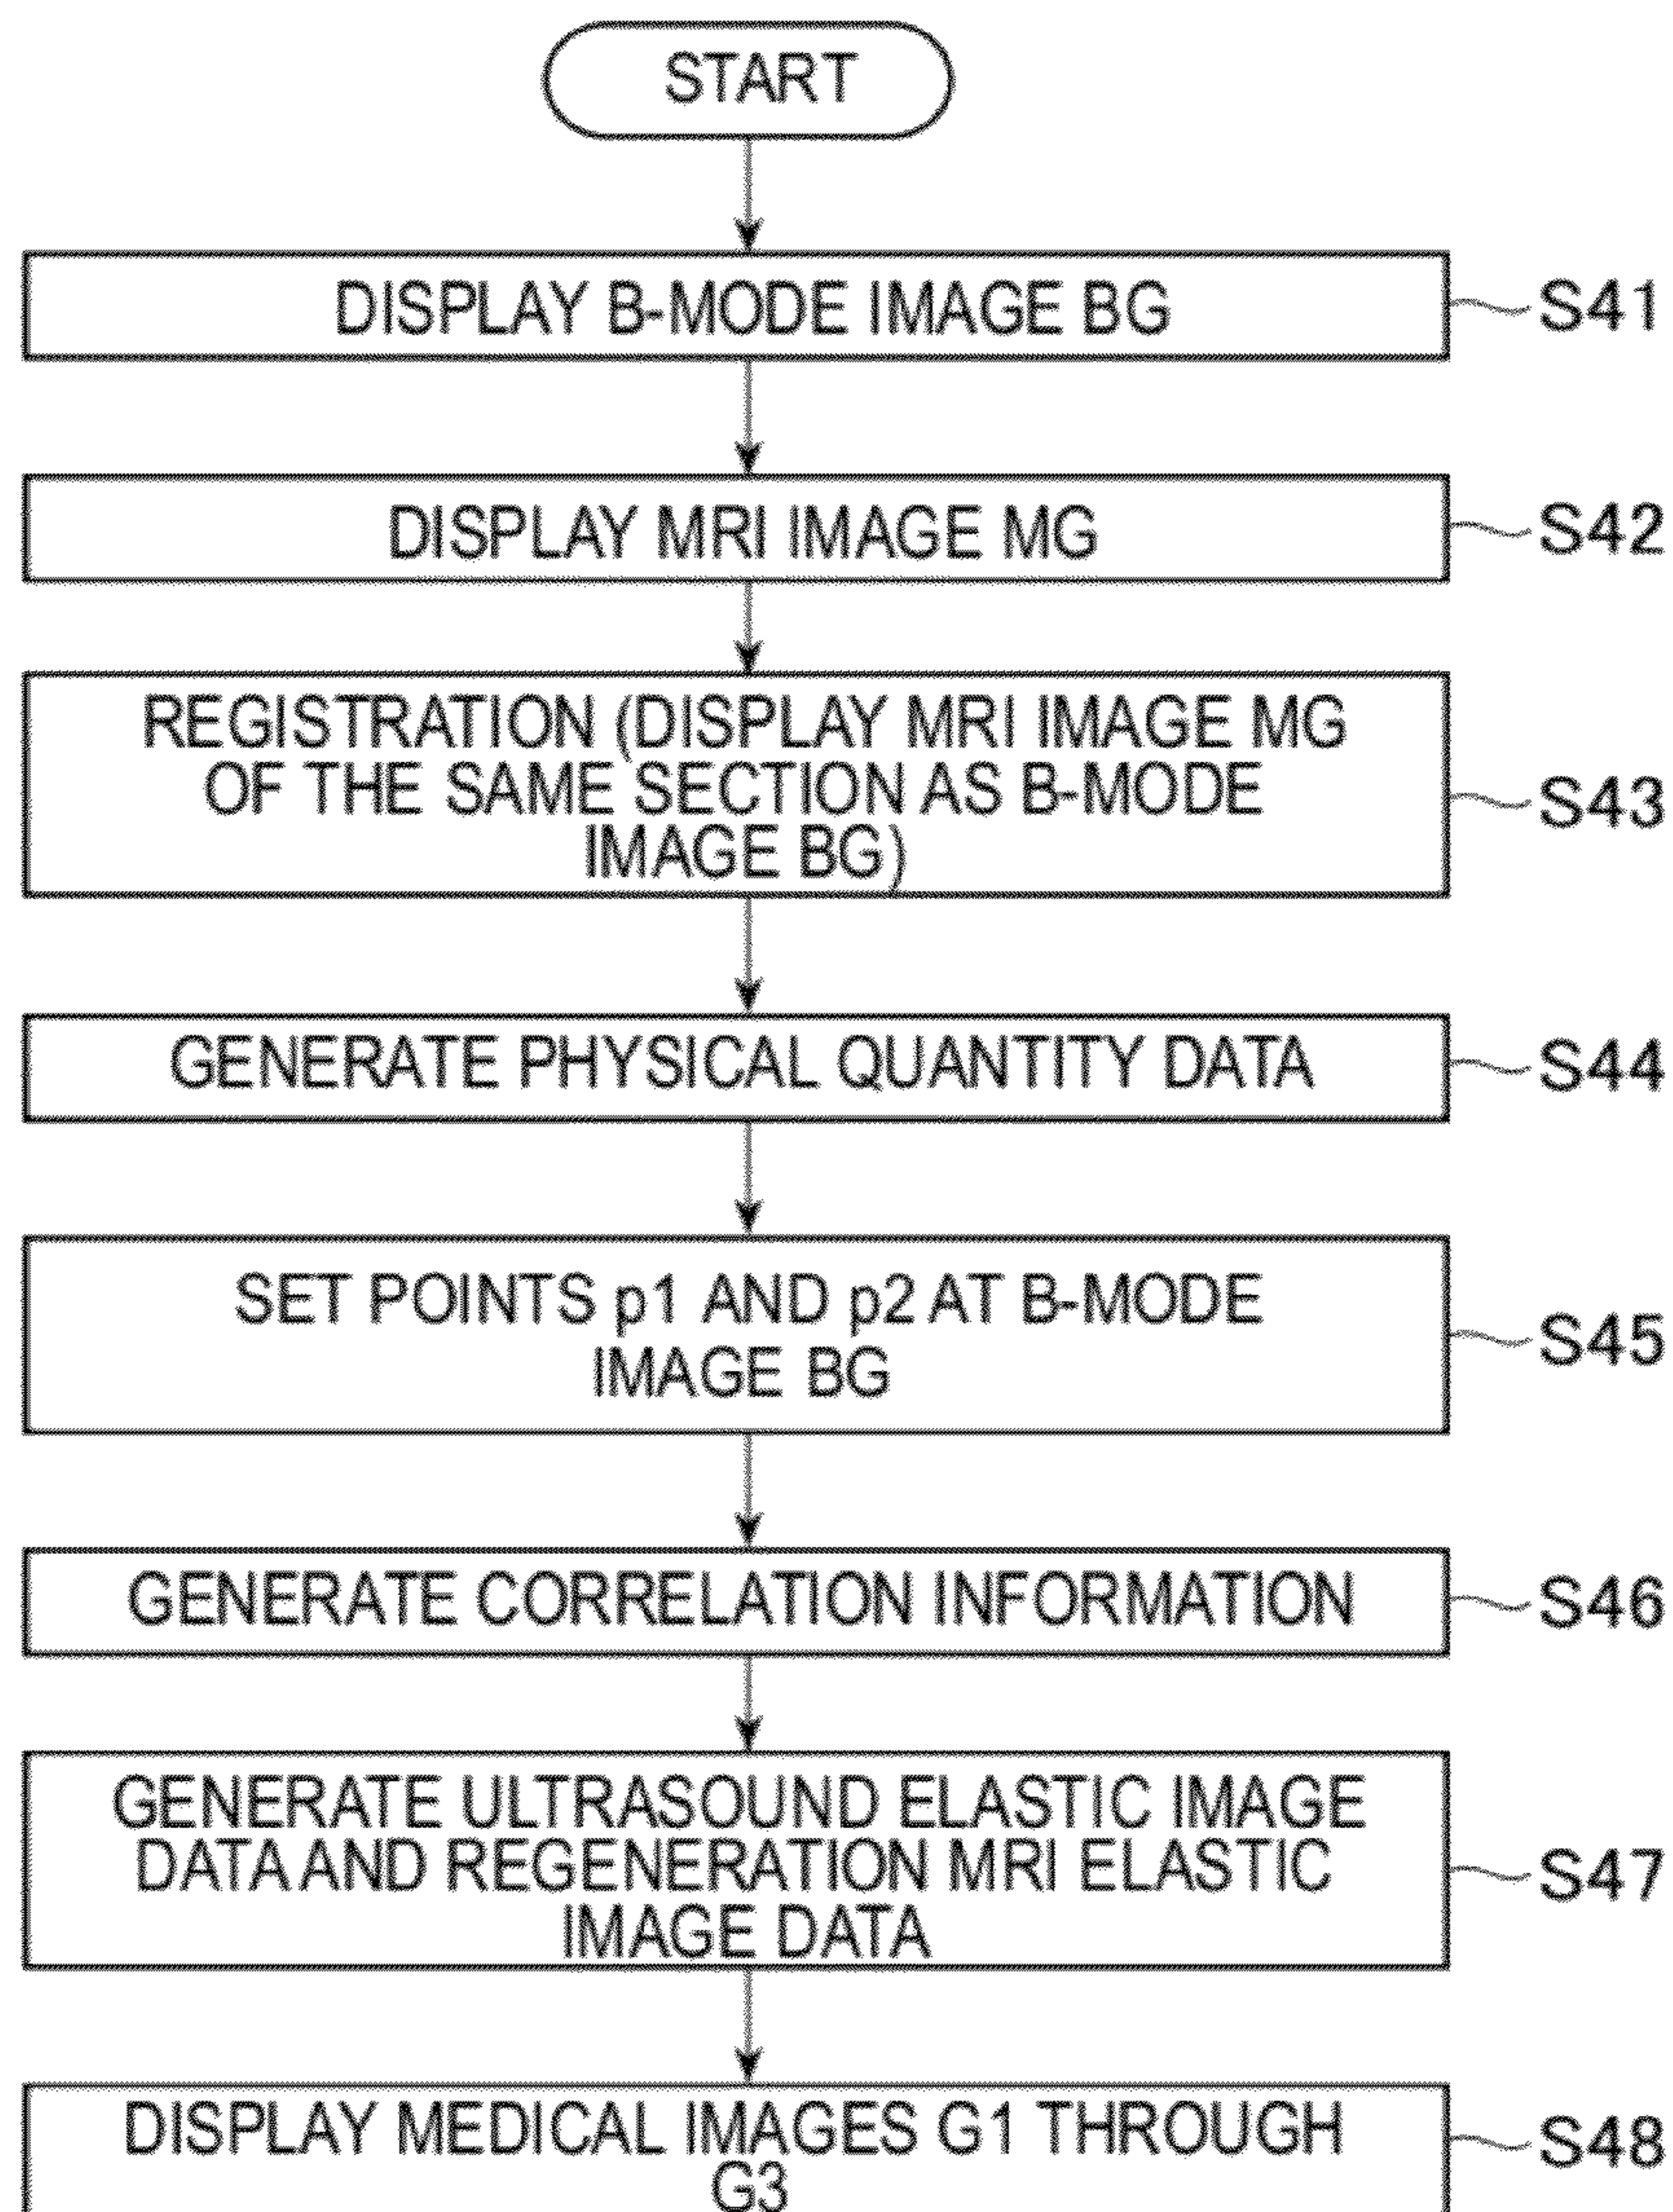 START
DISPLAY B-MODE IMAGE BG
S41
DISPLAY MRI IMAGE MG
S42
REGISTRATION (DISPLAY MRI IMAGE MG
OF THE SAME SECTION AS B-MODE
IMAGE BG)
S43
GENERATE PHYSICAL QUANTITY DATA
S44
SET POINTS p1 AND p2 AT B-MODE
IMAGE BG
S45
GENERATE CORRELATION INFORMATION
S46
GENERATE ULTRASOUND ELASTIC IMAGE
DATA AND REGENERATION MRI ELASTIC
IMAGE DATA
S47
DISPLAY MEDICAL IMAGES G1 THROUGH
G3
S48